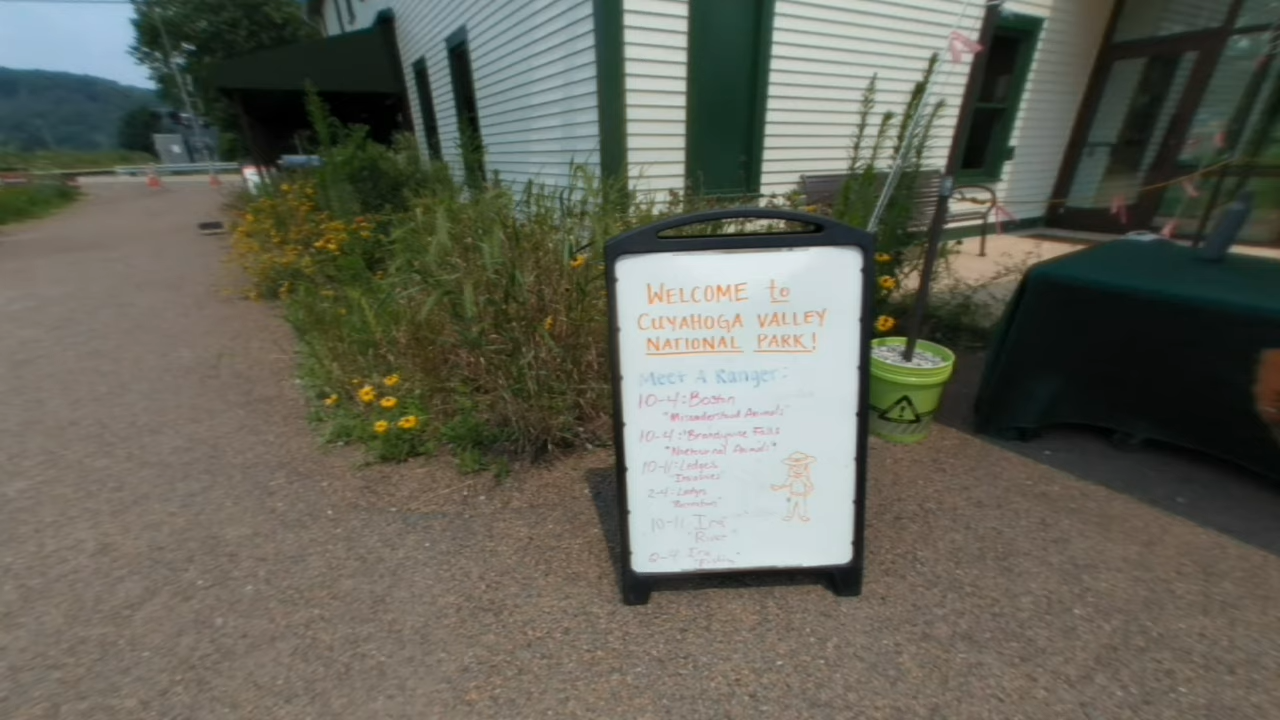 WELCOME to
CUYAHOGA VALLEY
NATIONAL PARK!
Meet A Ranger:
10-4: Boston
"Misunderstood Animals"
10-4: Brandywine Falls
"Nocturnal Animals"
10-11: Ledges
2-4: Ledges
10-11: Ira
"River"
Ira